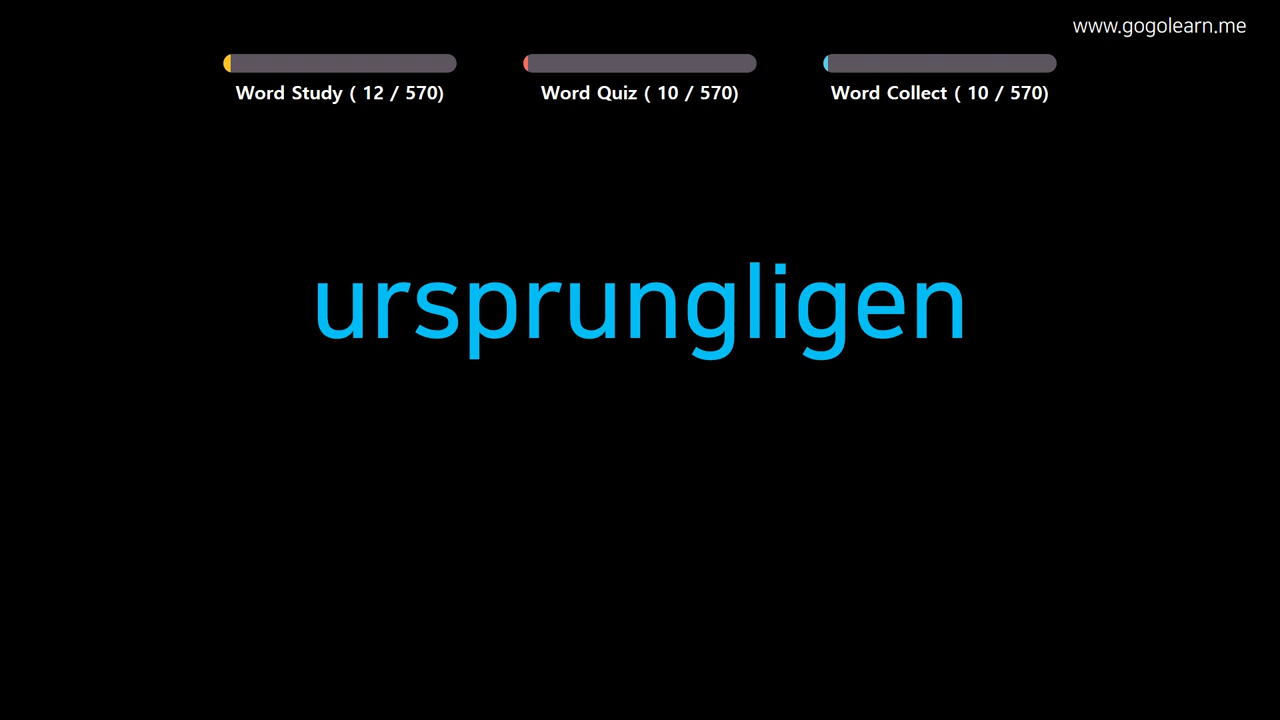 www.gogolearn.me
Word Study ( 12 / 570)
Word Quiz ( 10 / 570)
Word Collect ( 10 / 570)
ursprungligen